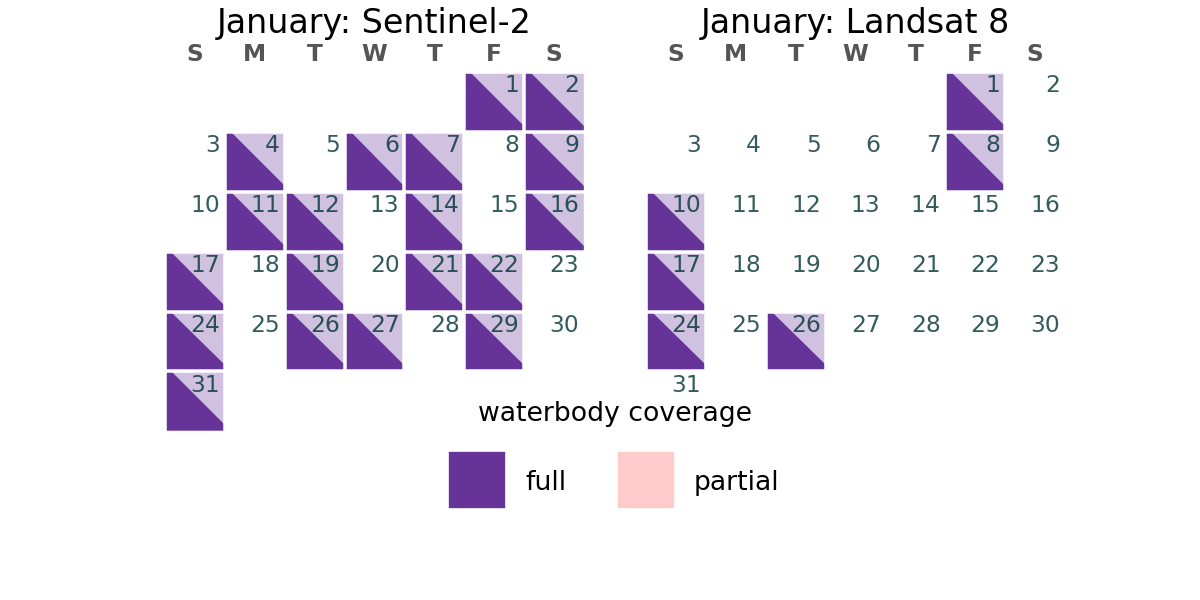 January: Sentinel-2
S M T W T F S
1 2
3 4 5 6 7 8 9
10 11 12 13 14 15 16
17 18 19 20 21 22 23
24 25 26 27 28 29 30
31
January: Landsat 8
S M T W T F S
1 2
3 4 5 6 7 8 9
10 11 12 13 14 15 16
17 18 19 20 21 22 23
24 25 26 27 28 29 30
31
waterbody coverage
full partial